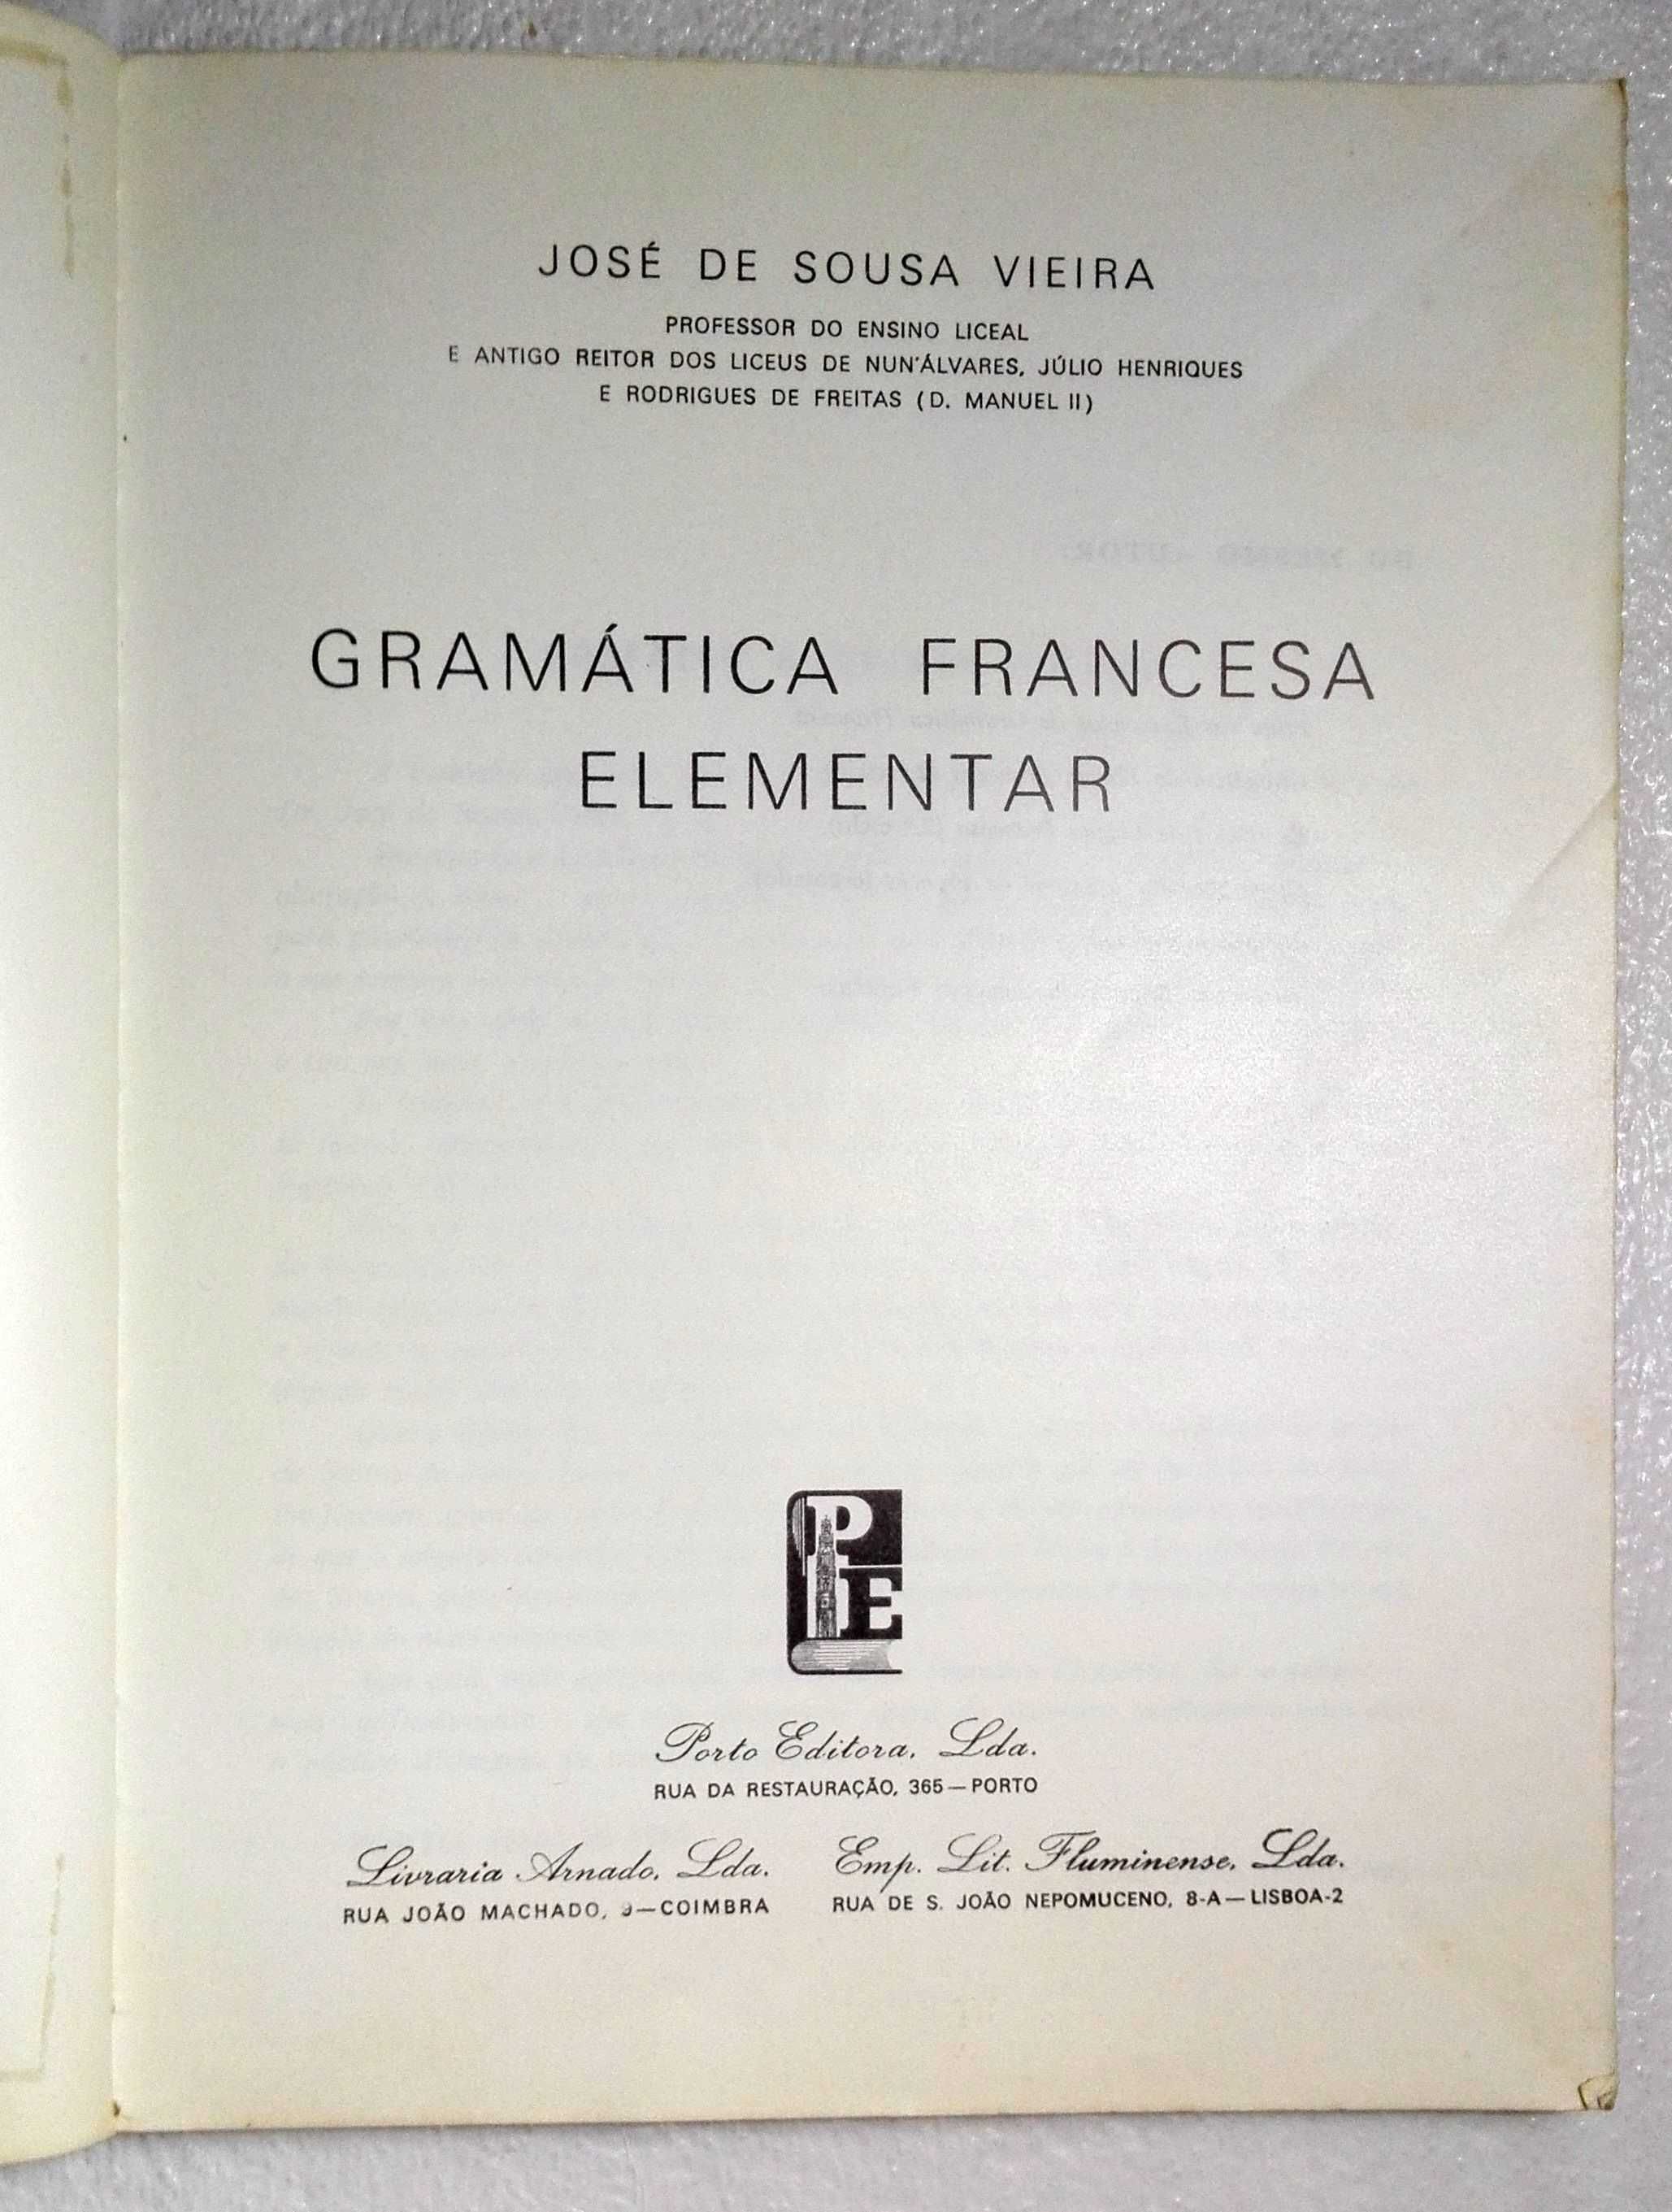 JOSÉ DE SOUSA VIEIRA
PROFESSOR DO ENSINO LICEAL
E ANTIGO REITOR DOS LICEUS DE NUN'ÁLVARES, JÚLIO HENRIQUES
E RODRIGUES DE FREITAS (D. MANUEL II)
GRAMÁTICA FRANCESA
ELEMENTAR
P
E
Porto Editora, Lda.
RUA DA RESTAURAÇÃO, 365—PORTO
Livraria Arnado, Lda.
RUA JOÃO MACHADO, 9—COIMBRA
Emp. Lit. Fluminense, Lda.
RUA DE S. JOÃO NEPOMUCENO, 8-A—LISBOA-2